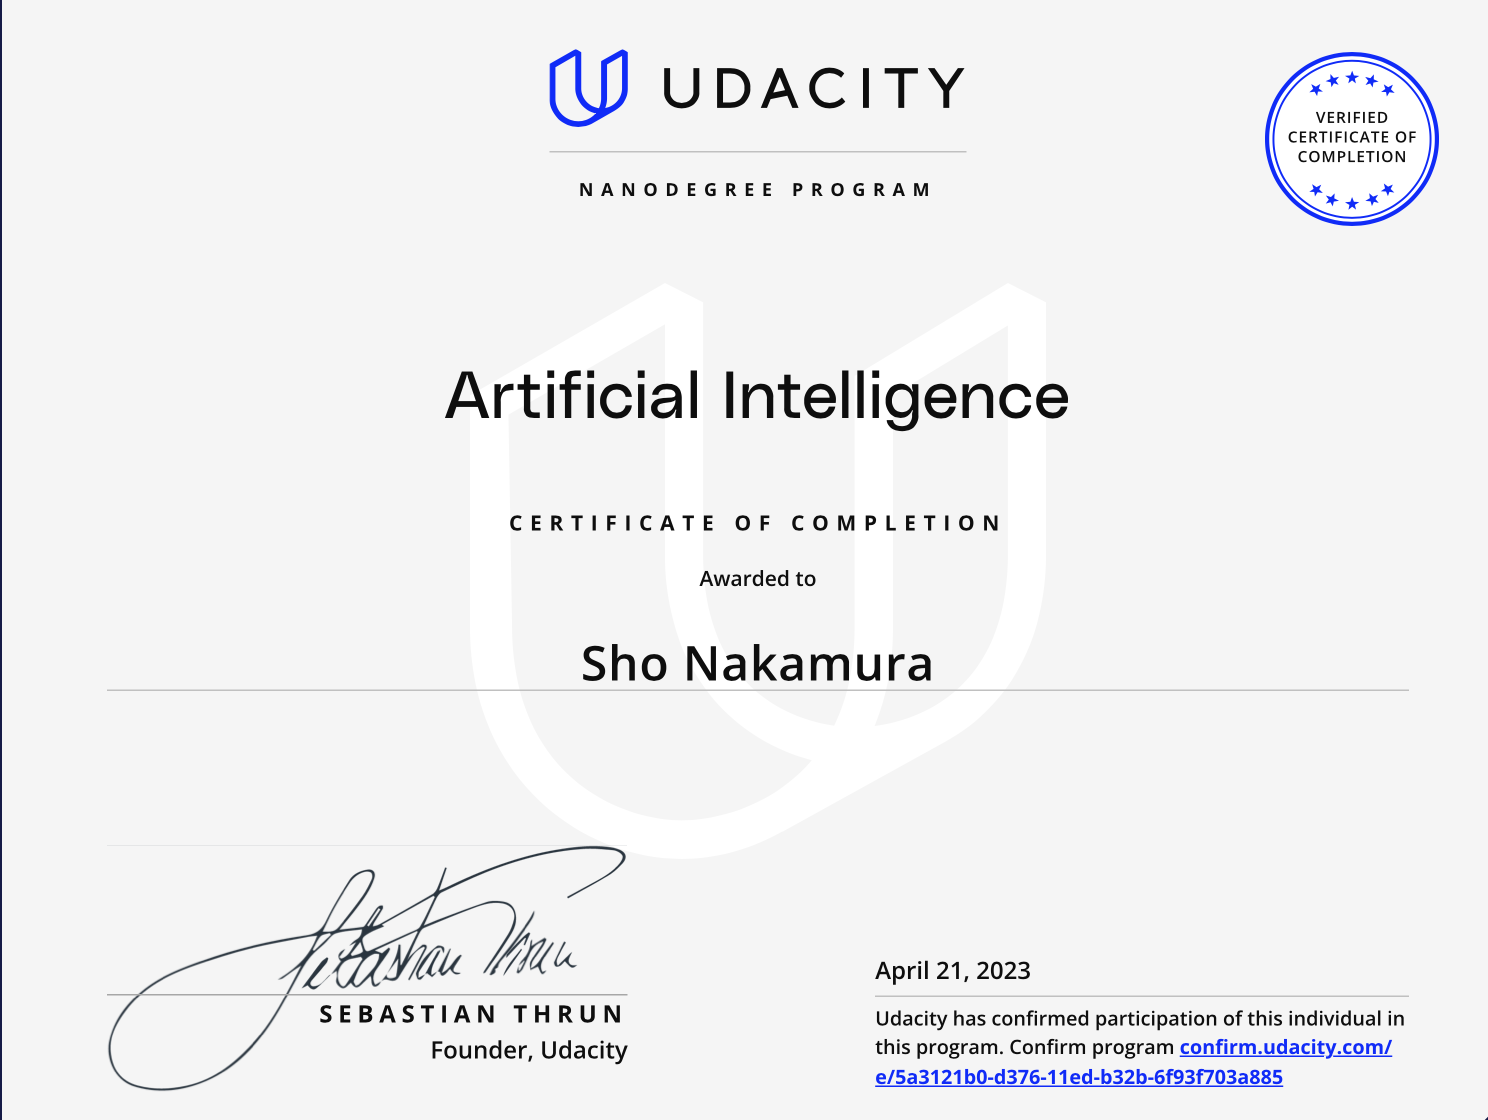 UDACITY
NANODEGREE PROGRAM
VERIFIED
CERTIFICATE OF
COMPLETION
Artificial Intelligence
CERTIFICATE OF COMPLETION
Awarded to
Sho Nakamura
Sebastian Thrun
SEBASTIAN THRUN
Founder, Udacity
April 21, 2023
Udacity has confirmed participation of this individual in
this program. Confirm program confirm.udacity.com/
e/5a3121b0-d376-11ed-b32b-6f93f703a885